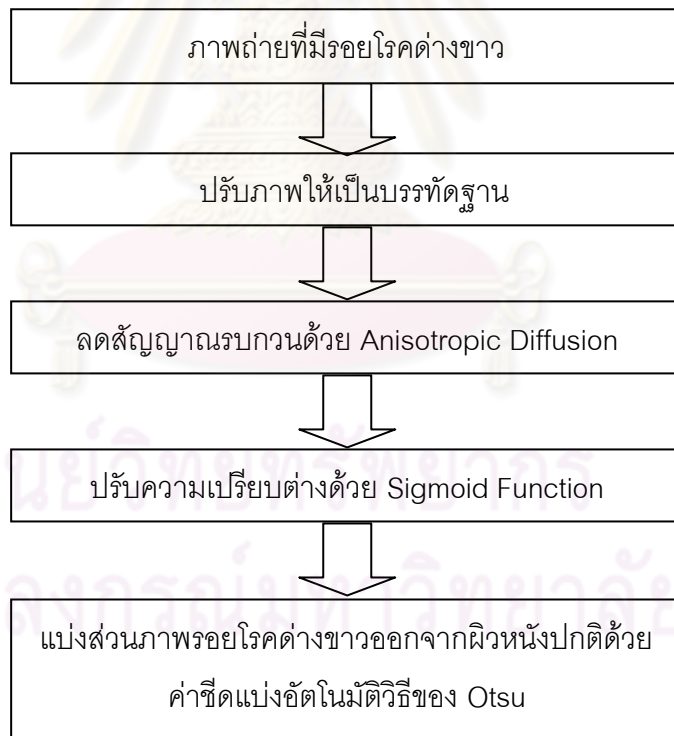 ภาพถ่ายที่มีรอยโรคด่างขาว
ปรับภาพให้เป็นบรรทัดฐาน
ลดสัญญาณรบกวนด้วย Anisotropic Diffusion
ปรับความเปรียบต่างด้วย Sigmoid Function
แบ่งส่วนภาพรอยโรคด่างขาวออกจากผิวหนังปกติด้วย
ค่าขีดแบ่งอัตโนมัติวิธีของ Otsu